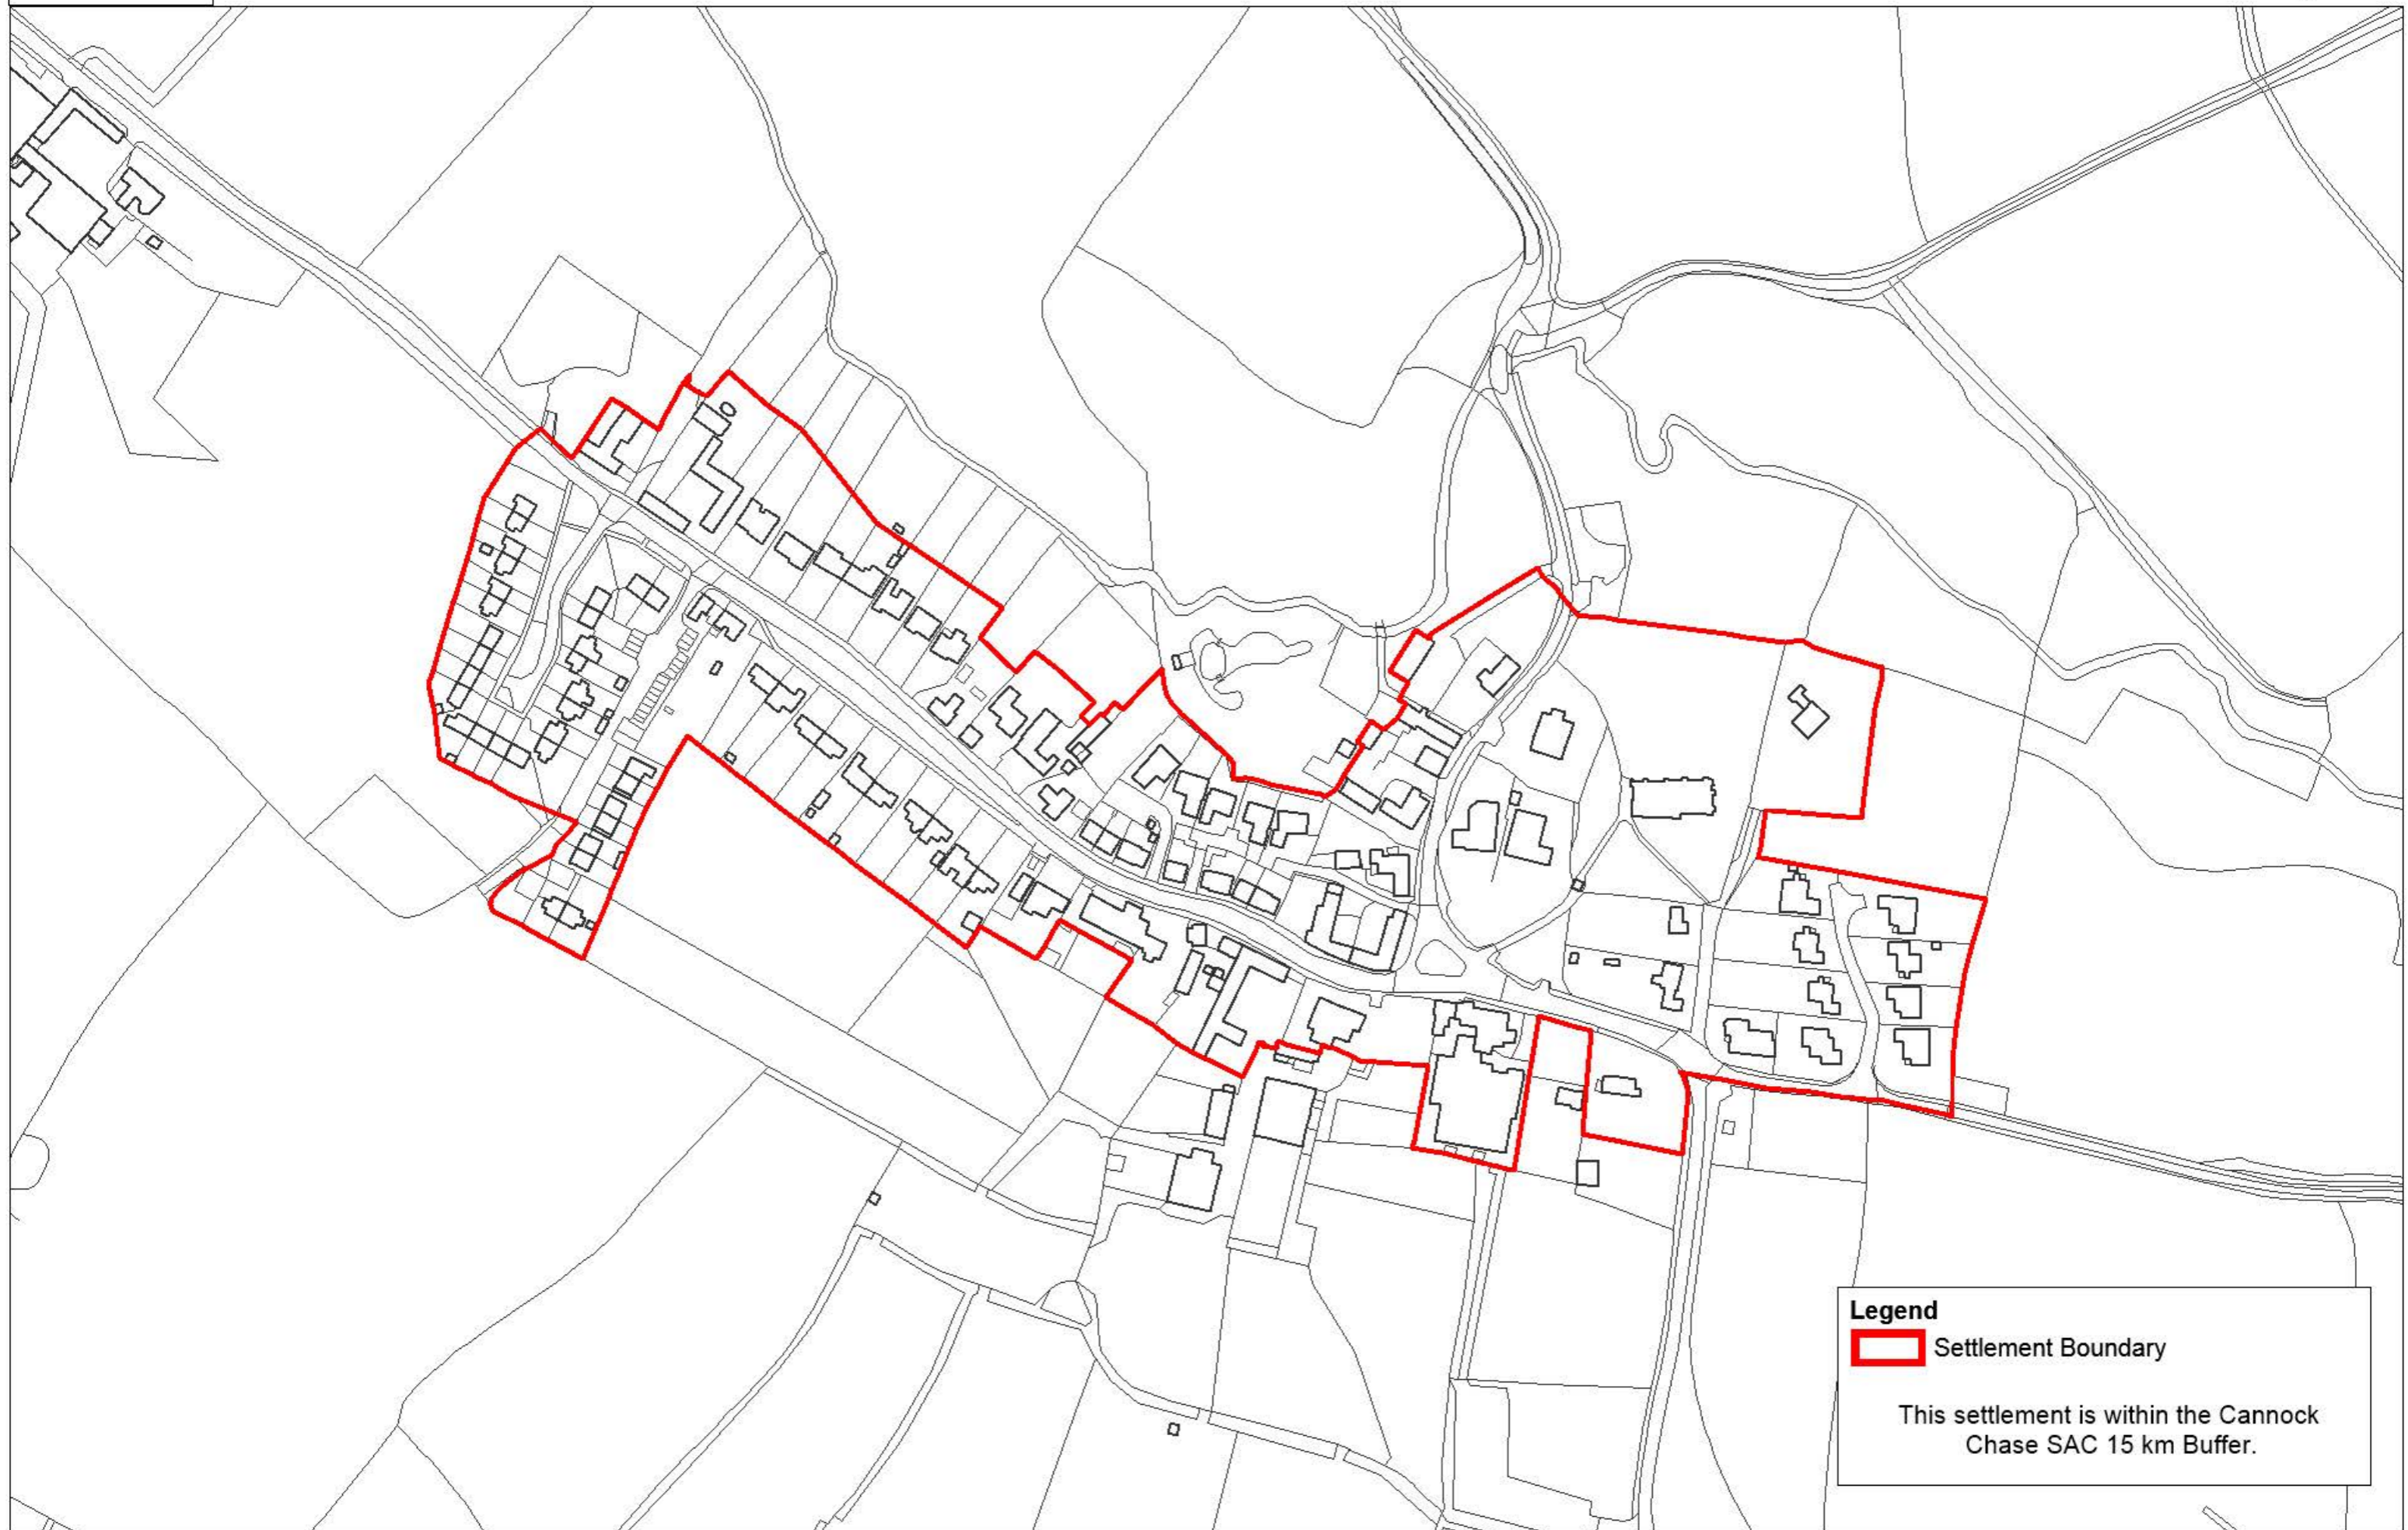 Legend
Settlement Boundary
This settlement is within the Cannock
Chase SAC 15 km Buffer.